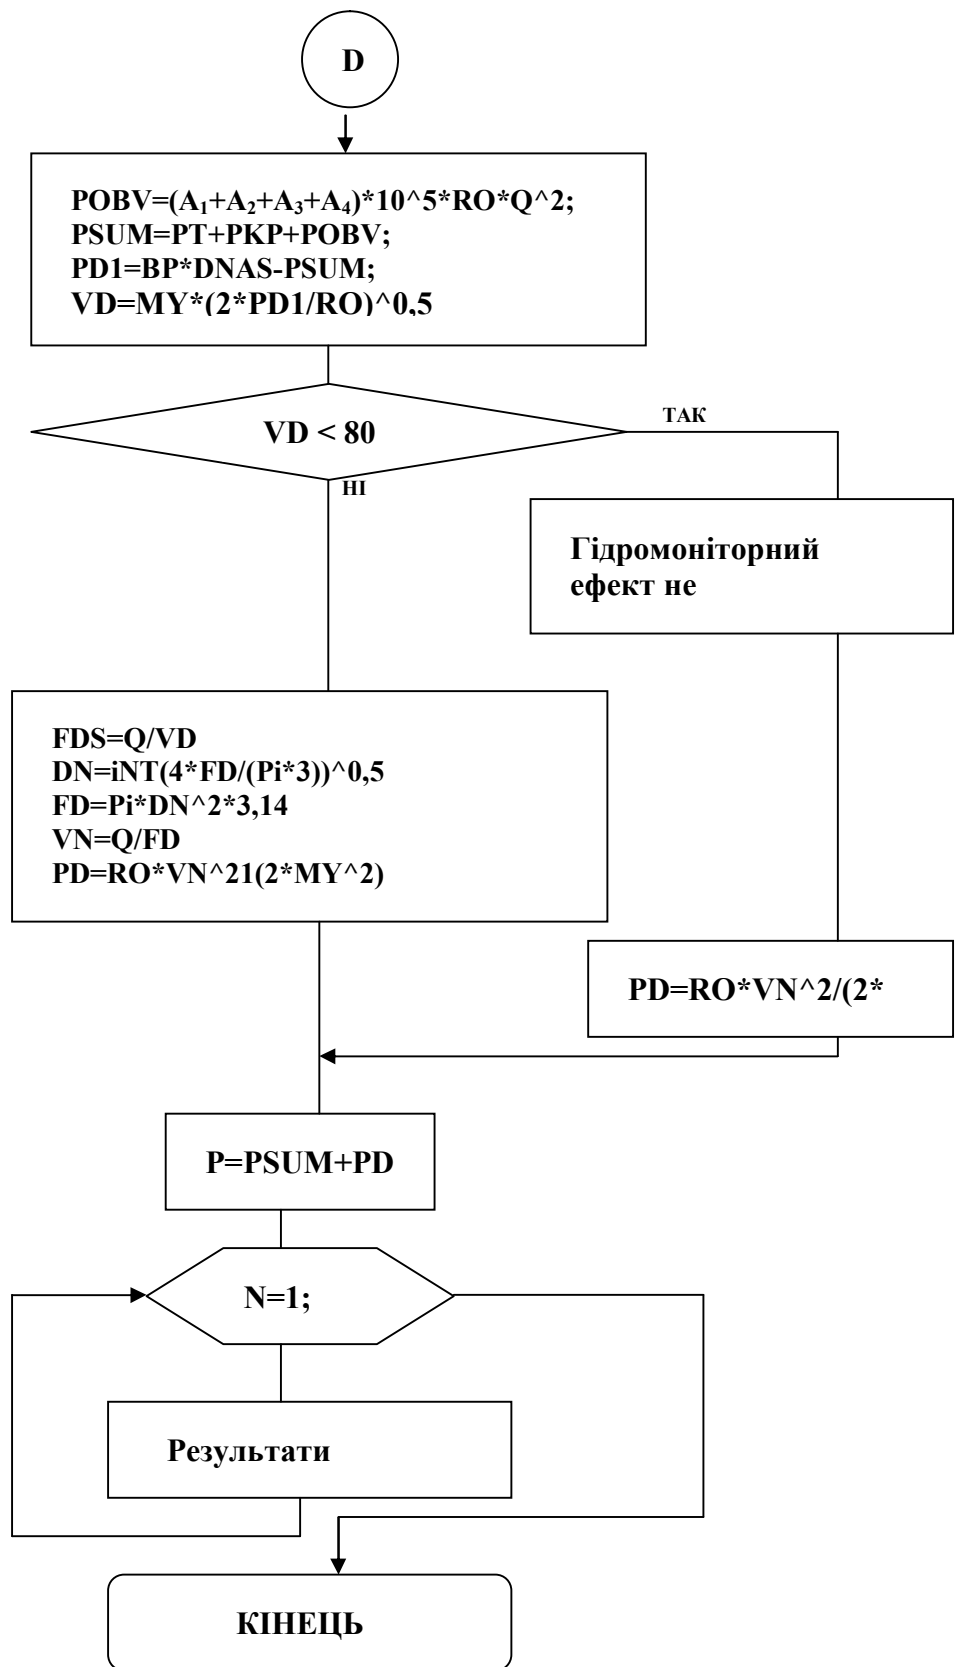 D
POBV=(A₁+A₂+A₃+A₄)*10^5*RO*Q^2;
PSUM=PT+PKP+POBV;
PD1=BP*DNAS-PSUM;
VD=MY*(2*PD1/RO)^0,5
VD < 80
ТАК
НІ
Гідромоніторний
ефект не
FDS=Q/VD
DN=iNT(4*FD/(Pi*3))^0,5
FD=Pi*DN^2*3,14
VN=Q/FD
PD=RO*VN^21(2*MY^2)
PD=RO*VN^2/(2*
P=PSUM+PD
N=1;
Результати
КІНЕЦЬ